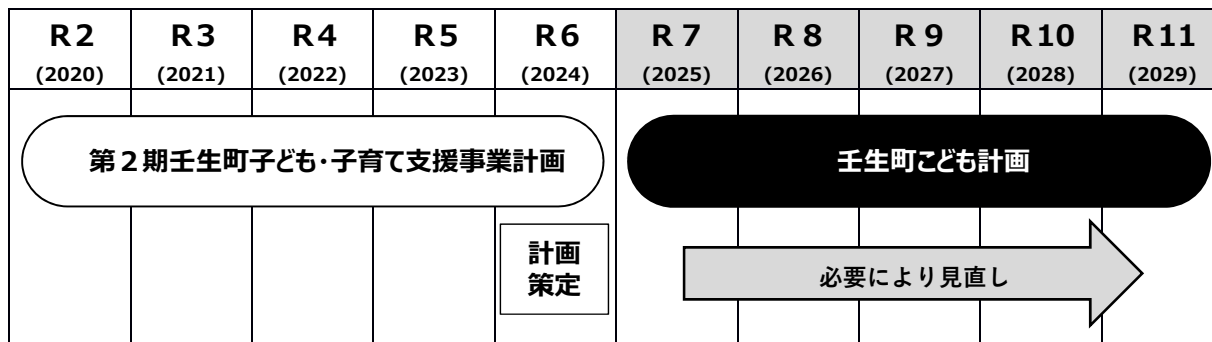 R2 R3 R4 R5 R6 R7 R8 R9 R10 R11
(2020) (2021) (2022) (2023) (2024) (2025) (2026) (2027) (2028) (2029)
第2期壬生町子ども・子育て支援事業計画 壬生町こども計画
計画
策定
必要により見直し